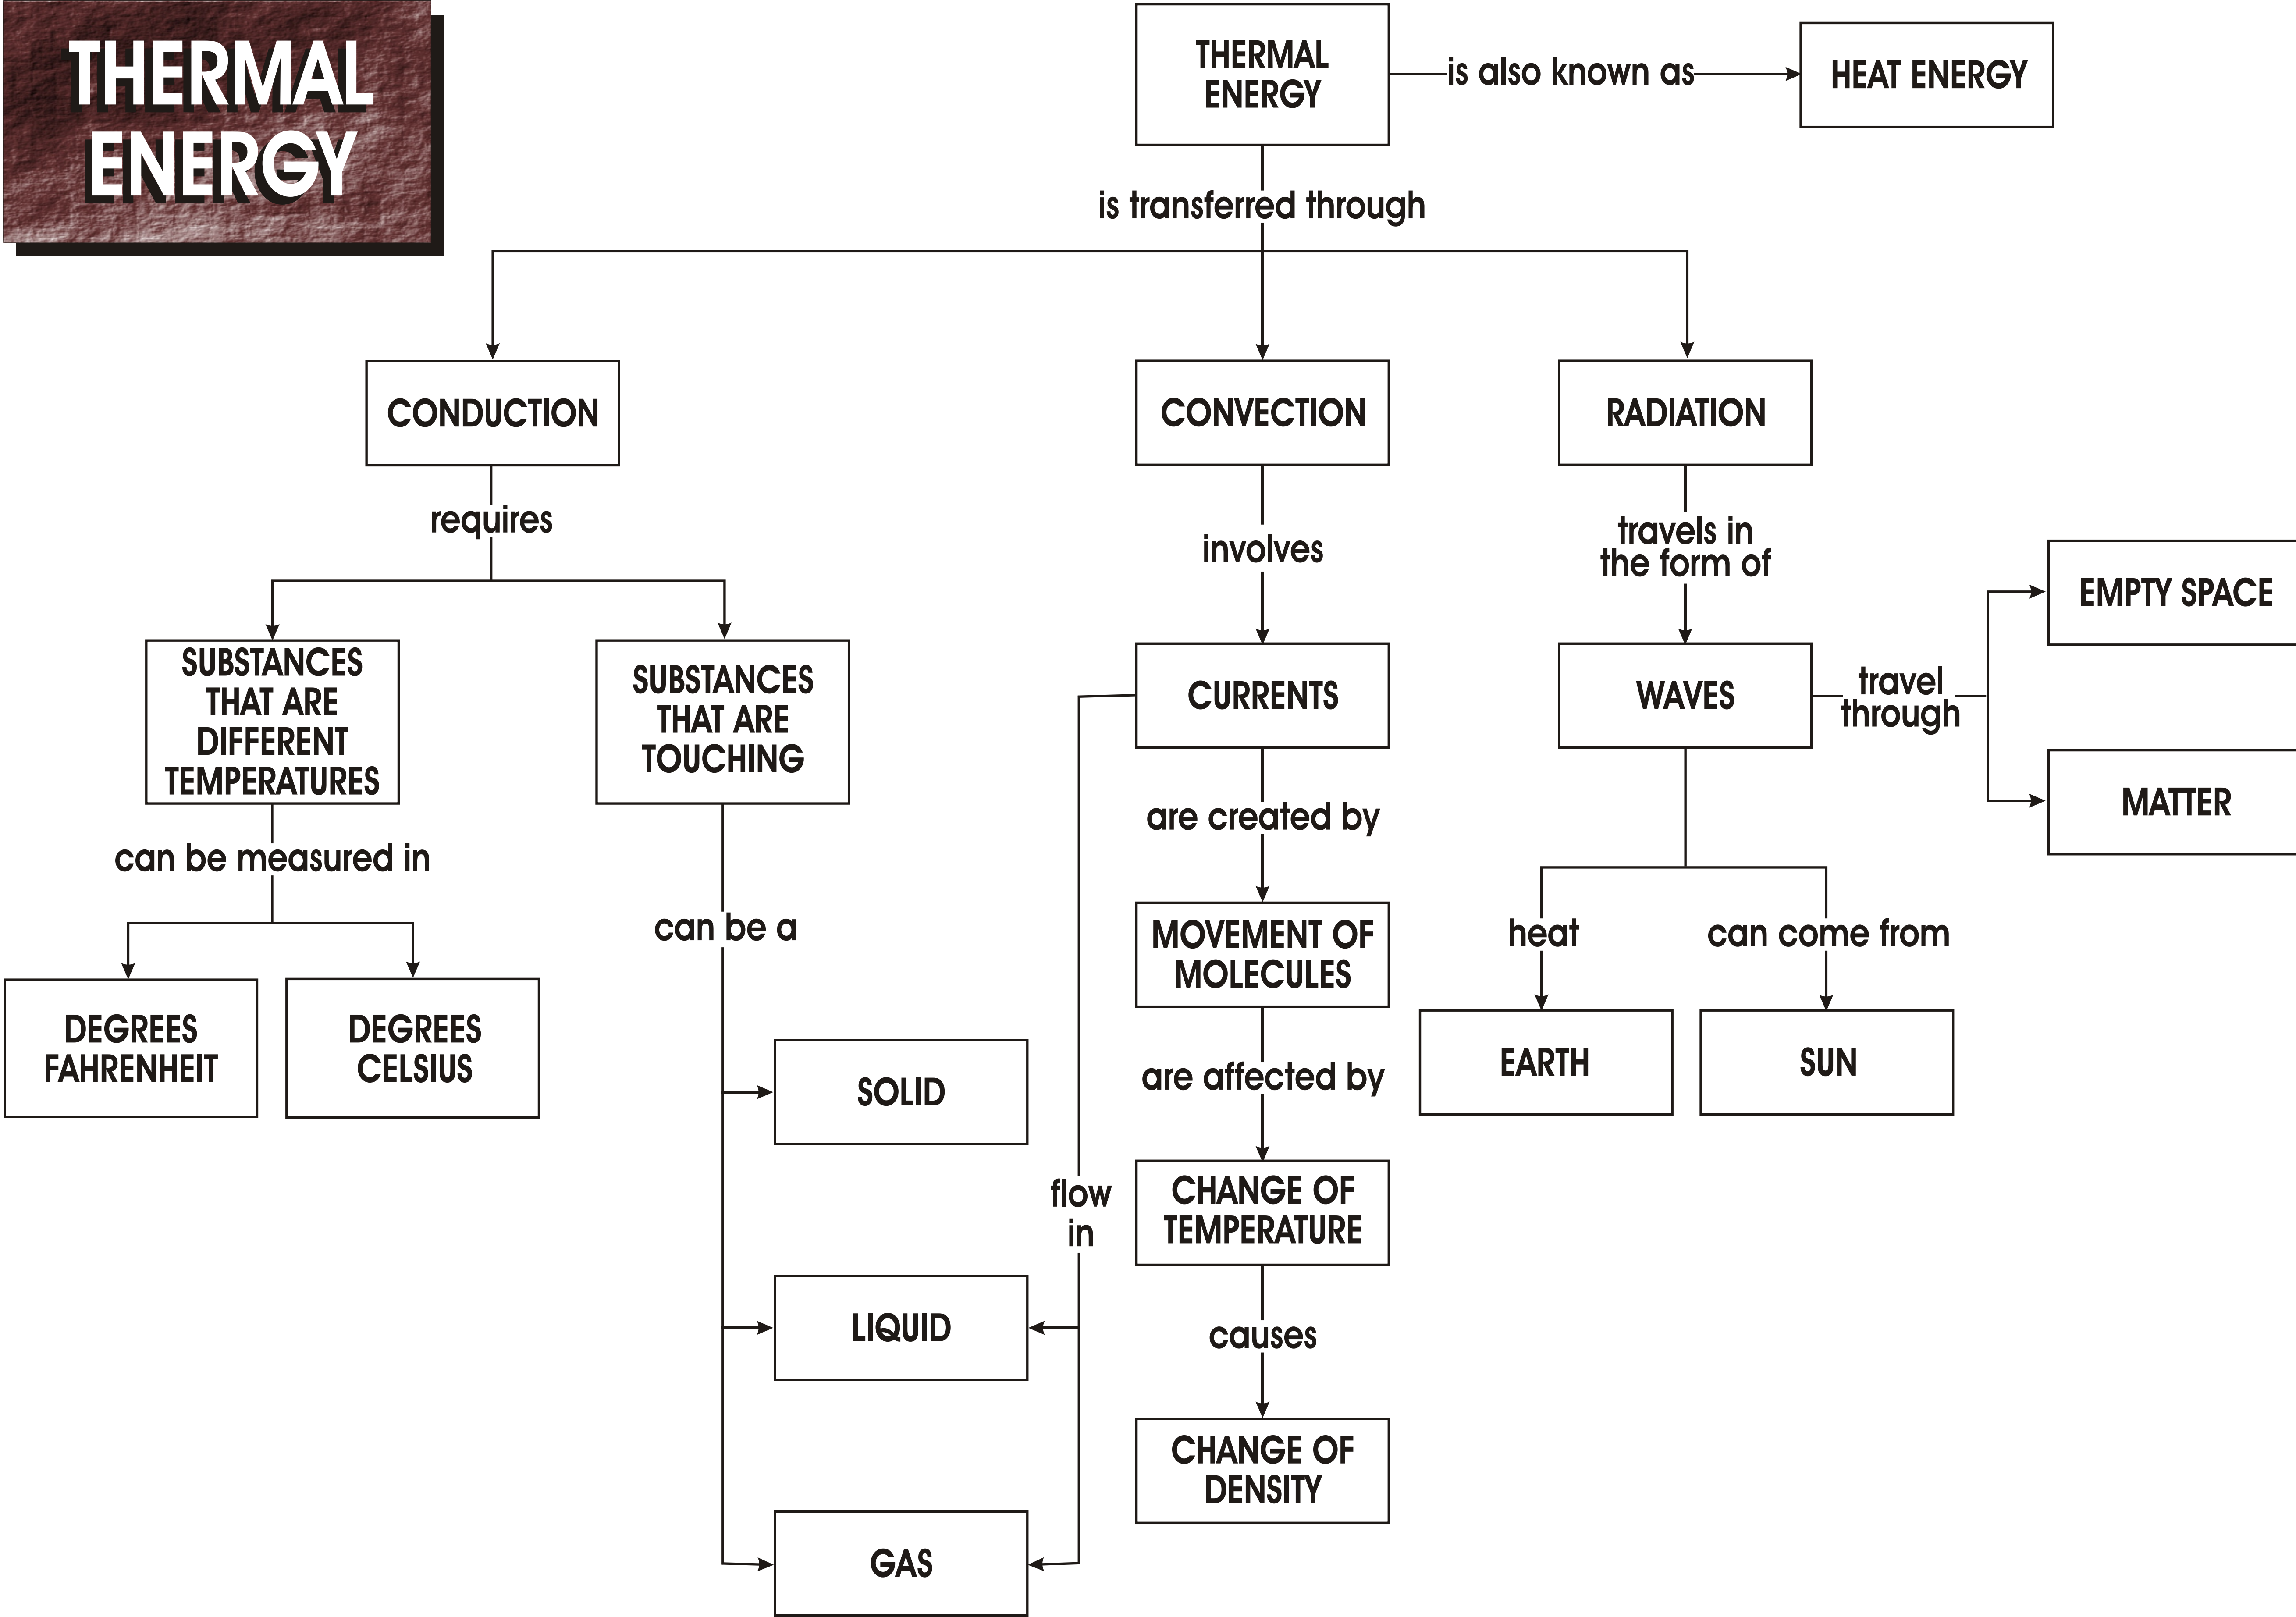 THERMAL
ENERGY
THERMAL
ENERGY
is also known as
HEAT ENERGY
is transferred through
CONDUCTION
CONVECTION
RADIATION
requires
involves
travels in
the form of
EMPTY SPACE
SUBSTANCES
THAT ARE
DIFFERENT
TEMPERATURES
SUBSTANCES
THAT ARE
TOUCHING
CURRENTS
WAVES
travel
through
MATTER
can be measured in
can be a
are created by
heat
can come from
DEGREES
FAHRENHEIT
DEGREES
CELSIUS
MOVEMENT OF
MOLECULES
EARTH
SUN
SOLID
are affected by
flow
in
CHANGE OF
TEMPERATURE
LIQUID
causes
CHANGE OF
DENSITY
GAS